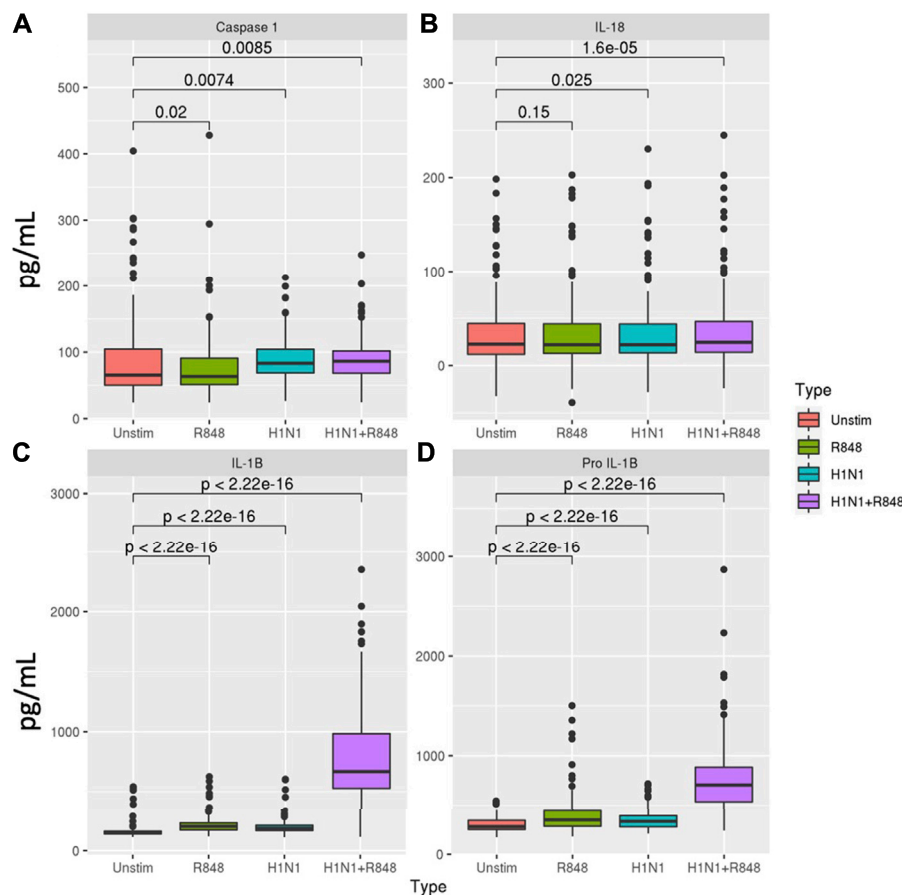 A
Caspase 1
0.0085
0.0074
0.02
500
400
300
200
100
0
pg/mL
Unstim
R848
H1N1
H1N1+R848
B
IL-18
1.6e-05
0.025
0.15
300
200
100
0
Unstim
R848
H1N1
H1N1+R848
Type
Unstim
R848
H1N1
H1N1+R848
C
IL-1B
p < 2.22e-16
p < 2.22e-16
p < 2.22e-16
3000
2000
1000
0
pg/mL
Unstim
R848
H1N1
H1N1+R848
D
Pro IL-1B
p < 2.22e-16
p < 2.22e-16
p < 2.22e-16
3000
2000
1000
0
Unstim
R848
H1N1
H1N1+R848
Type